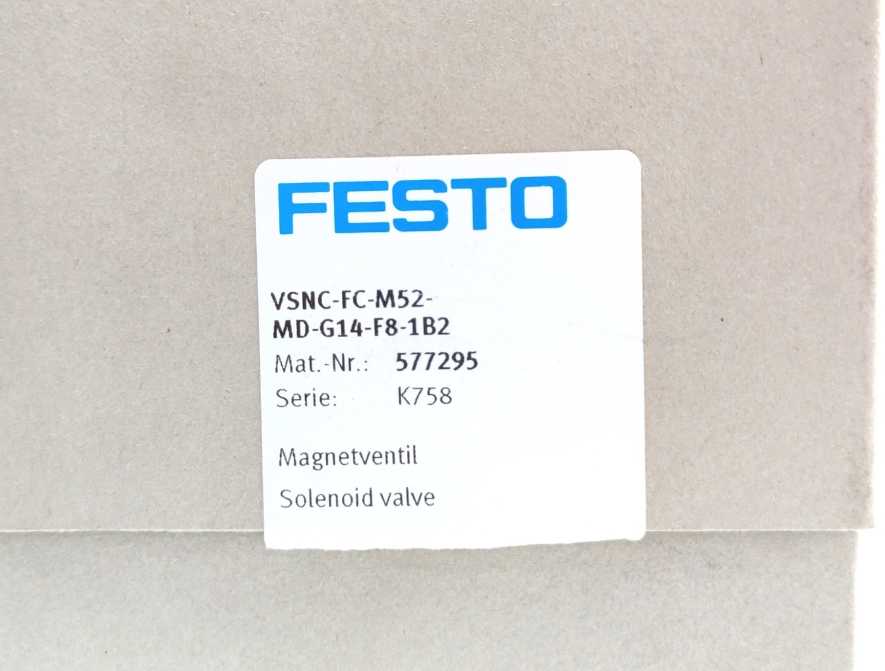 FESTO
VSNC-FC-M52-
MD-G14-F8-1B2
Mat.-Nr.: 577295
Serie: K758
Magnetventil
Solenoid valve